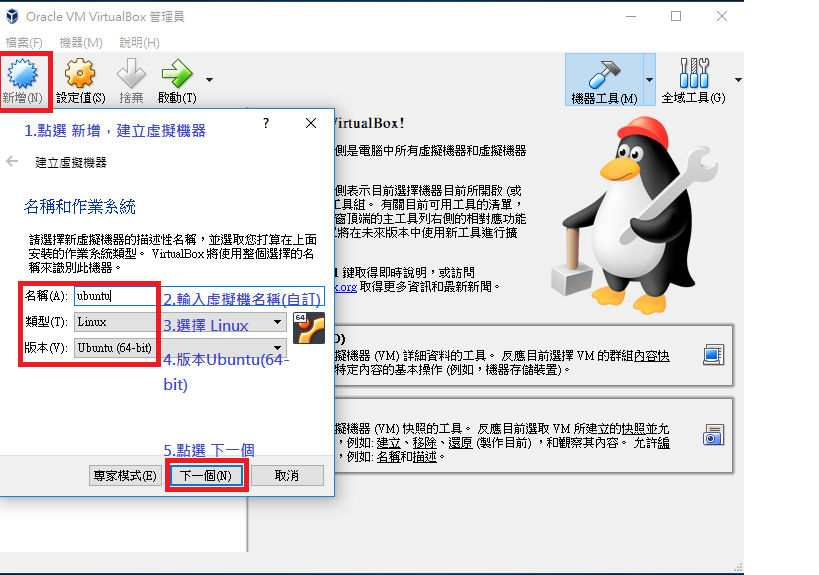 Oracle VM VirtualBox 管理員
檔案(F) 機器(M) 說明(H)
新增(N) 設定值(S) 捨棄 啟動(T) 機器工具(M) 全域工具(G)
1.點選 新增，建立虛擬機器
?
建立虛擬機器
名稱和作業系統
請選擇新虛擬機器的描述性名稱，並選取您打算在上面
安裝的作業系統類型。 VirtualBox 將使用整個選擇的名
稱來識別此機器。
名稱(A): ubuntu 2.輸入虛擬機名稱(自訂)
類型(T): Linux 3.選擇 Linux
64
版本(V): Ubuntu (64-bit) 4.版本Ubuntu(64-
bit)
5.點選 下一個
專家模式(E) 下一個(N) 取消
VirtualBox!
側是電腦中所有虛擬機器和虛擬機器
側表示目前選擇機器目前所開啟 (或
工具組。 有關目前可用工具的清單，
窗頂端的主工具列右側的相對應功能
將在未來版本中使用新工具進行擴
鍵取得即時說明，或訪問
x.org 取得更多資訊和最新新聞。
擬機器 (VM) 詳細資料的工具。 反應目前選擇 VM 的群組內容快
特定內容的基本操作 (例如，機器存儲裝置)。
擬機器 (VM) 快照的工具。 反應目前選取 VM 所建立的快照並允
，例如: 建立、移除、還原 (製作目前) ，和觀察其內容。 允許編
，例如: 名稱和描述。